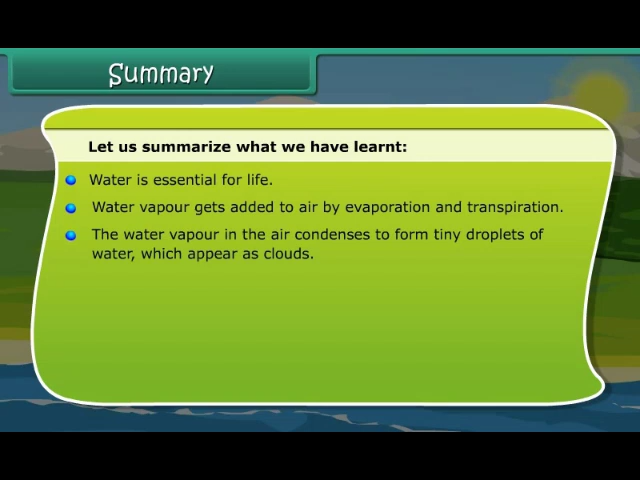 Summary
Let us summarize what we have learnt:
Water is essential for life.
Water vapour gets added to air by evaporation and transpiration.
The water vapour in the air condenses to form tiny droplets of
water, which appear as clouds.